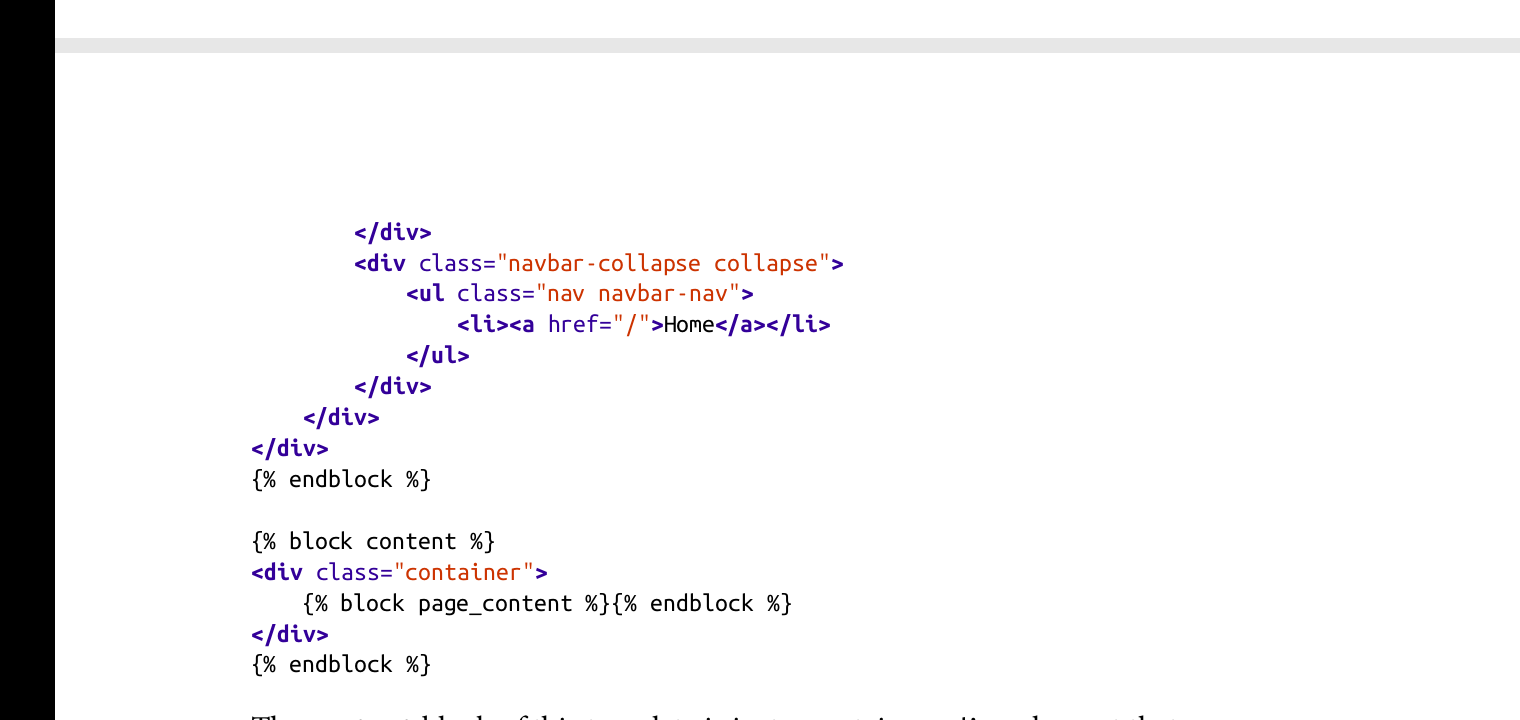 </div>
        <div class="navbar-collapse collapse">
            <ul class="nav navbar-nav">
                <li><a href="/">Home</a></li>
            </ul>
        </div>
    </div>
</div>
{% endblock %}

{% block content %}
<div class="container">
    {% block page_content %}{% endblock %}
</div>
{% endblock %}